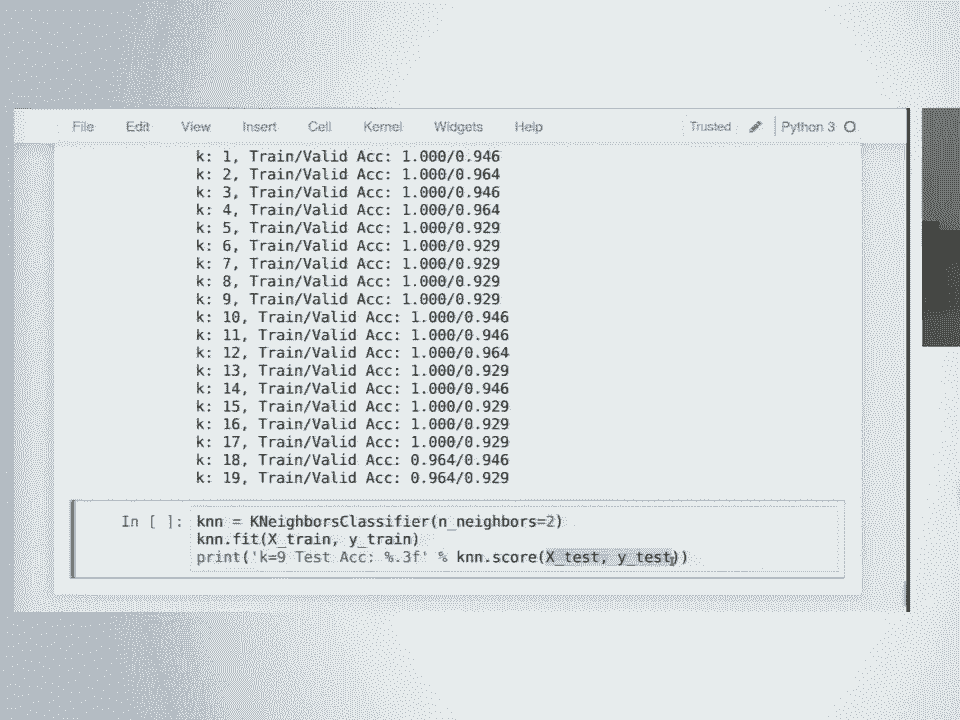 File Edit View Insert Cell Kernel Widgets Help Trusted Python 3
k: 1, Train/Valid Acc: 1.000/0.946
k: 2, Train/Valid Acc: 1.000/0.964
k: 3, Train/Valid Acc: 1.000/0.946
k: 4, Train/Valid Acc: 1.000/0.964
k: 5, Train/Valid Acc: 1.000/0.929
k: 6, Train/Valid Acc: 1.000/0.929
k: 7, Train/Valid Acc: 1.000/0.929
k: 8, Train/Valid Acc: 1.000/0.929
k: 9, Train/Valid Acc: 1.000/0.929
k: 10, Train/Valid Acc: 1.000/0.946
k: 11, Train/Valid Acc: 1.000/0.946
k: 12, Train/Valid Acc: 1.000/0.964
k: 13, Train/Valid Acc: 1.000/0.929
k: 14, Train/Valid Acc: 1.000/0.946
k: 15, Train/Valid Acc: 1.000/0.929
k: 16, Train/Valid Acc: 1.000/0.929
k: 17, Train/Valid Acc: 1.000/0.929
k: 18, Train/Valid Acc: 0.964/0.946
k: 19, Train/Valid Acc: 0.964/0.929
In [ ]: knn = KNeighborsClassifier(n_neighbors=2)
knn.fit(X_train, y_train)
print('k=9 Test Acc: %.3f' % knn.score(X_test, y_test))